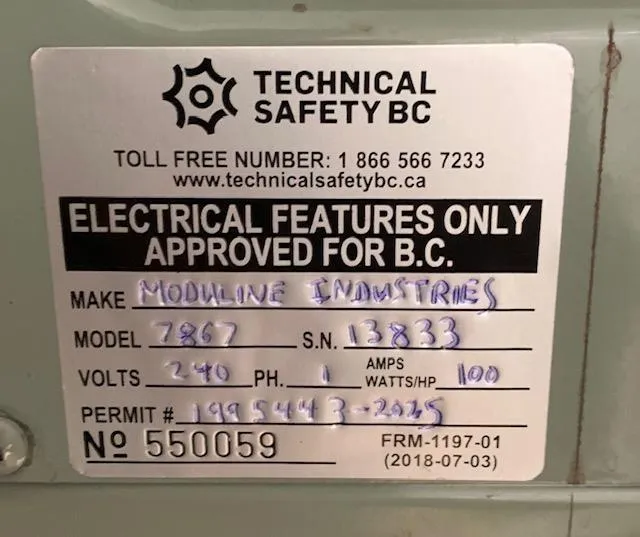 TECHNICAL
SAFETY BC
TOLL FREE NUMBER: 1 866 566 7233
www.technicalsafetybc.ca
ELECTRICAL FEATURES ONLY
APPROVED FOR B.C.
MAKE MODULINE INDUSTRIES
MODEL 7867 S.N. 13833
VOLTS 240 PH. 1 AMPS WATTS/HP 100
PERMIT # 1995443-2025
Nº 550059 FRM-1197-01
(2018-07-03)